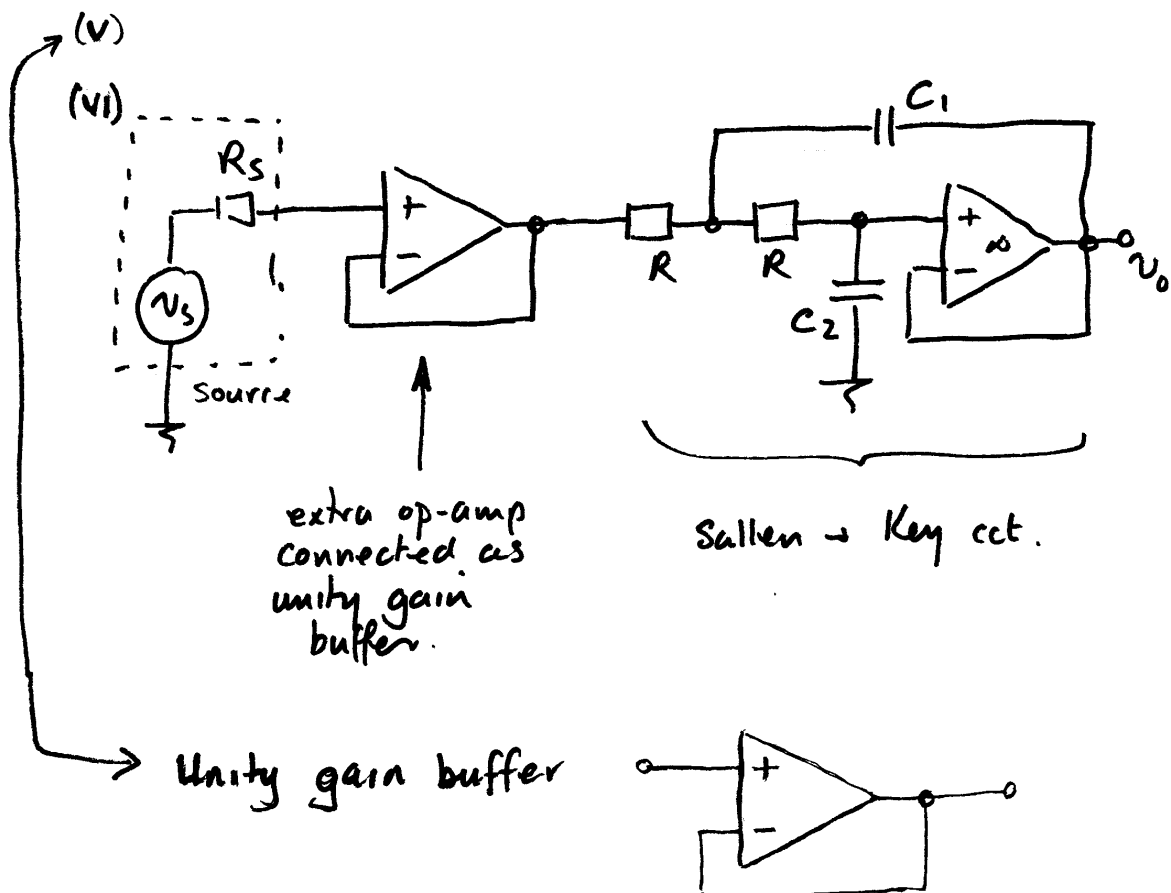 (V)
(VI)
C1
RS
+
-
vs
Source
R
R
C2
+
∞
-
vo
extra op-amp
connected as
unity gain
buffer.
Sallen → Key cct.
Unity gain buffer
+
-